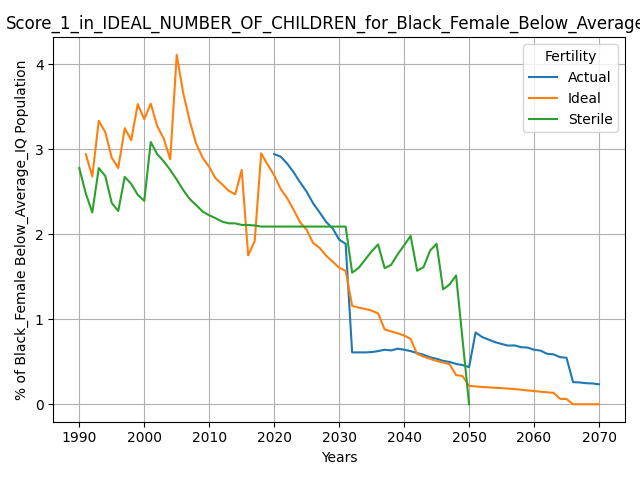 Score_1_in_IDEAL_NUMBER_OF_CHILDREN_for_Black_Female_Below_Average
Fertility
Actual
Ideal
Sterile
% of Black_Female Below_Average_IQ Population
4
3
2
1
0
1990 2000 2010 2020 2030 2040 2050 2060 2070
Years